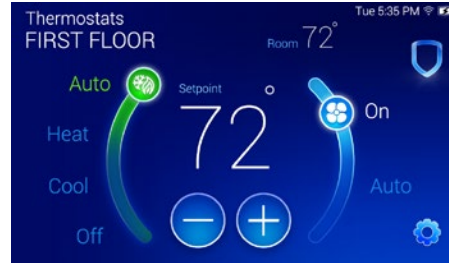 Thermostats
Tue 5:35 PM
FIRST FLOOR
Room 72°
Auto
Setpoint
72°
On
Heat
Cool
Auto
Off